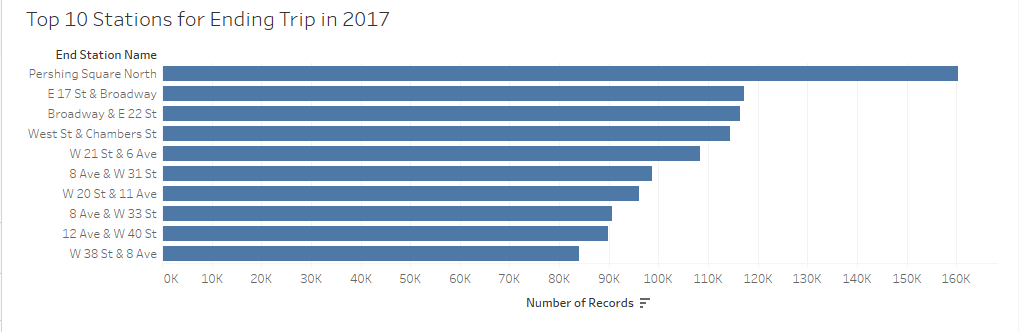 Top 10 Stations for Ending Trip in 2017
End Station Name
Pershing Square North
E 17 St & Broadway
Broadway & E 22 St
West St & Chambers St
W 21 St & 6 Ave
8 Ave & W 31 St
W 20 St & 11 Ave
8 Ave & W 33 St
12 Ave & W 40 St
W 38 St & 8 Ave
0K 10K 20K 30K 40K 50K 60K 70K 80K 90K 100K 110K 120K 130K 140K 150K 160K
Number of Records